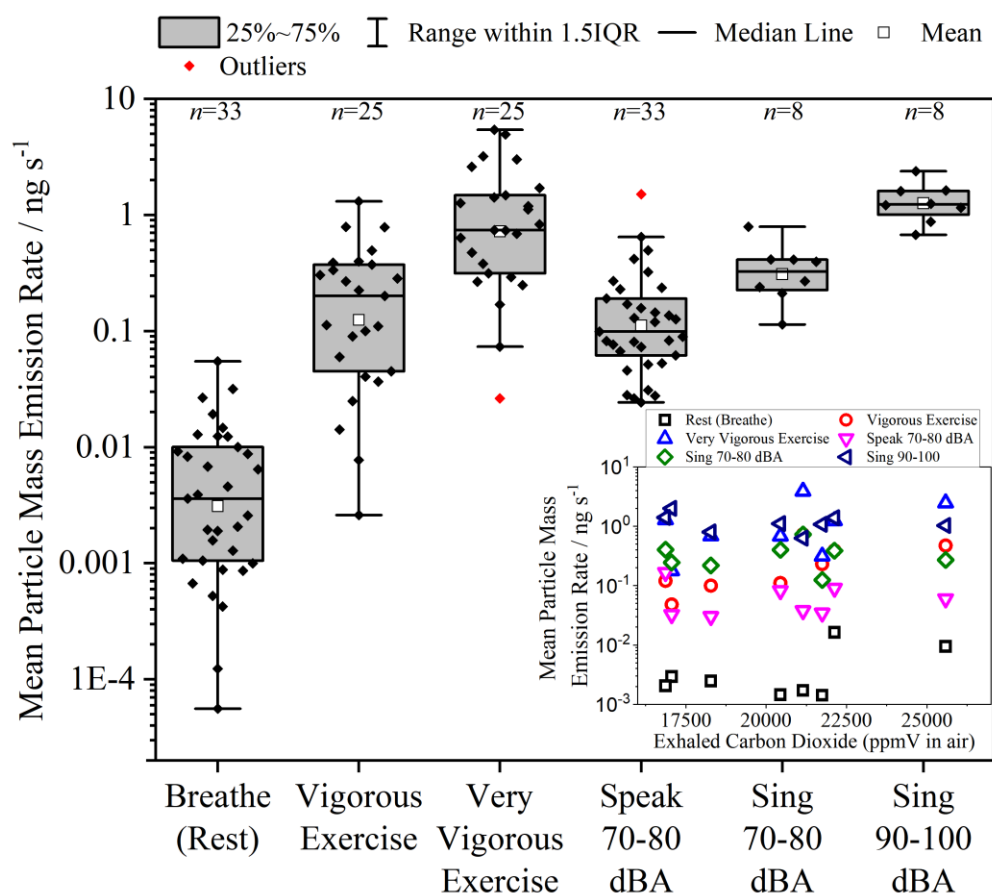 25%~75% Range within 1.5IQR Median Line Mean
Outliers
Mean Particle Mass Emission Rate / ng s⁻¹
10
1
0.1
0.01
0.001
1E-4
n=33 n=25 n=25 n=33 n=8 n=8
Rest (Breathe) Vigorous Exercise
Very Vigorous Exercise Speak 70-80 dBA
Sing 70-80 dBA Sing 90-100
Mean Particle Mass
Emission Rate / ng s⁻¹
10¹
10⁰
10⁻¹
10⁻²
10⁻³
17500 20000 22500 25000
Exhaled Carbon Dioxide (ppmV in air)
Breathe
(Rest)
Vigorous
Exercise
Very
Vigorous
Exercise
Speak
70-80
dBA
Sing
70-80
dBA
Sing
90-100
dBA